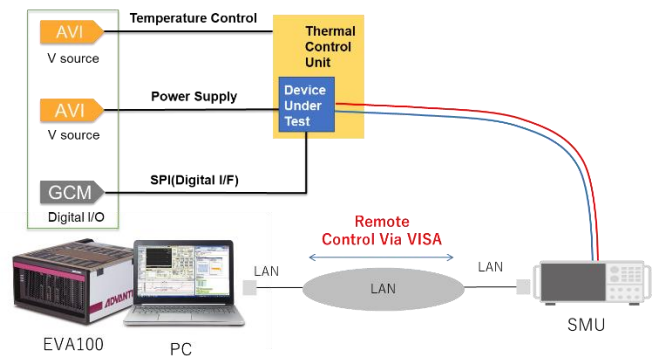 AVI
V source
Temperature Control
Thermal
Control
Unit
AVI
V source
Power Supply
Device
Under
Test
GCM
Digital I/O
SPI(Digital I/F)
Remote
Control Via VISA
LAN
LAN
LAN
ADVANTE
EVA100
PC
SMU